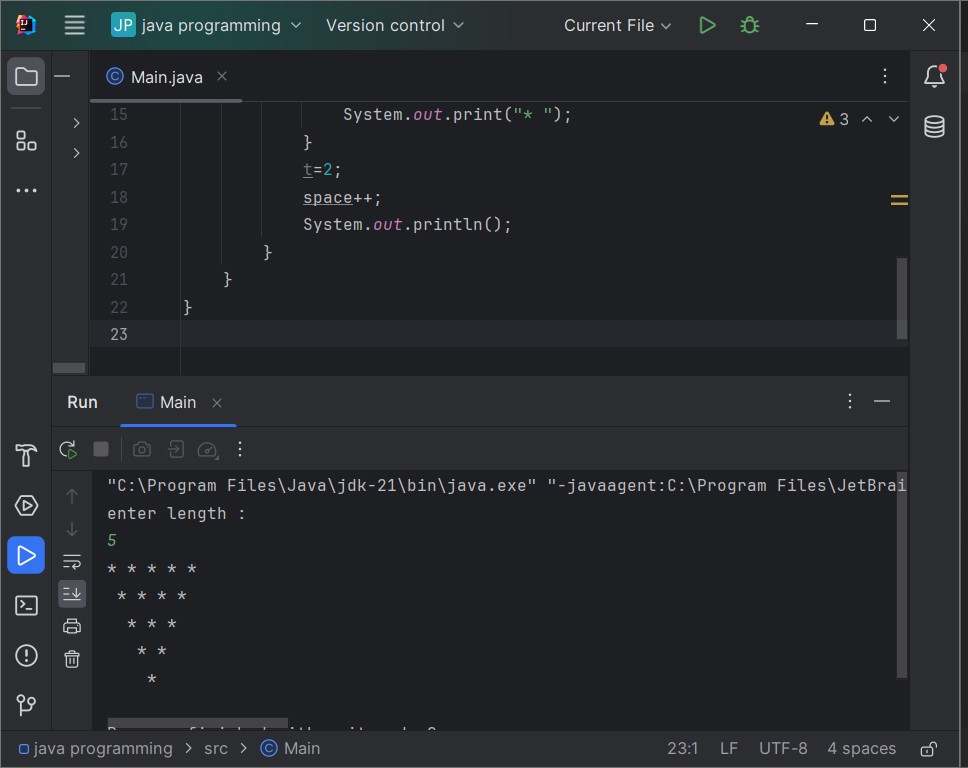 JP java programming Version control Current File
Main.java
15 System.out.print("* ");
3
16 }
17 t=2;
18 space++;
19 System.out.println();
20 }
21 }
22 }
23
Run Main
"C:\Program Files\Java\jdk-21\bin\java.exe" "-javaagent:C:\Program Files\JetBrai
enter length :
5
* * * * *
* * * *
* * *
* *
*
java programming > src > Main 23:1 LF UTF-8 4 spaces